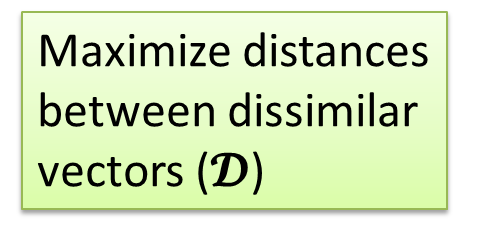 Maximize distances
between dissimilar
vectors (𝓓)